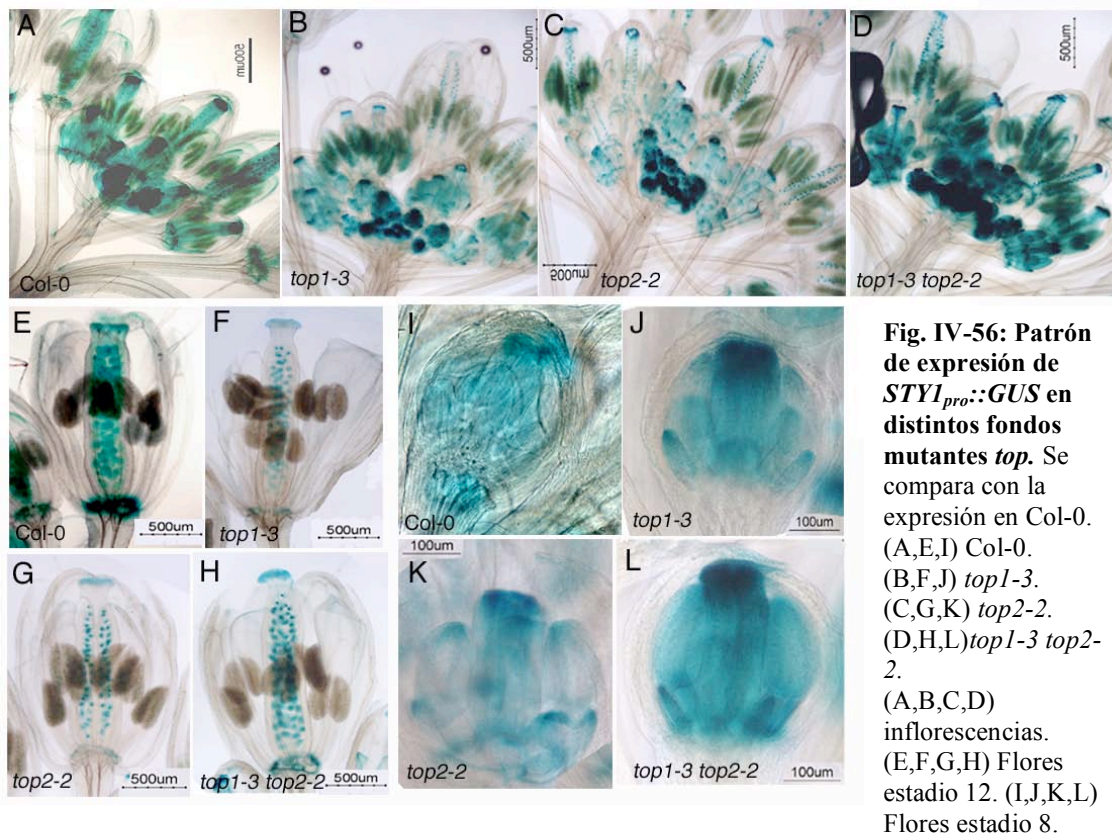 A
500um
Col-0
B
500um
top1-3
C
500um
top2-2
D
500um
top1-3 top2-2
E
Col-0
500um
F
top1-3
500um
G
top2-2
500um
H
top1-3 top2-2
500um
I
Col-0
J
top1-3
100um
100um
K
top2-2
L
top1-3 top2-2
100um
Fig. IV-56: Patrón
de expresión de
STY1pro::GUS en
distintos fondos
mutantes top. Se
compara con la
expresión en Col-0.
(A,E,I) Col-0.
(B,F,J) top1-3.
(C,G,K) top2-2.
(D,H,L)top1-3 top2-
2.
(A,B,C,D)
inflorescencias.
(E,F,G,H) Flores
estadio 12. (I,J,K,L)
Flores estadio 8.